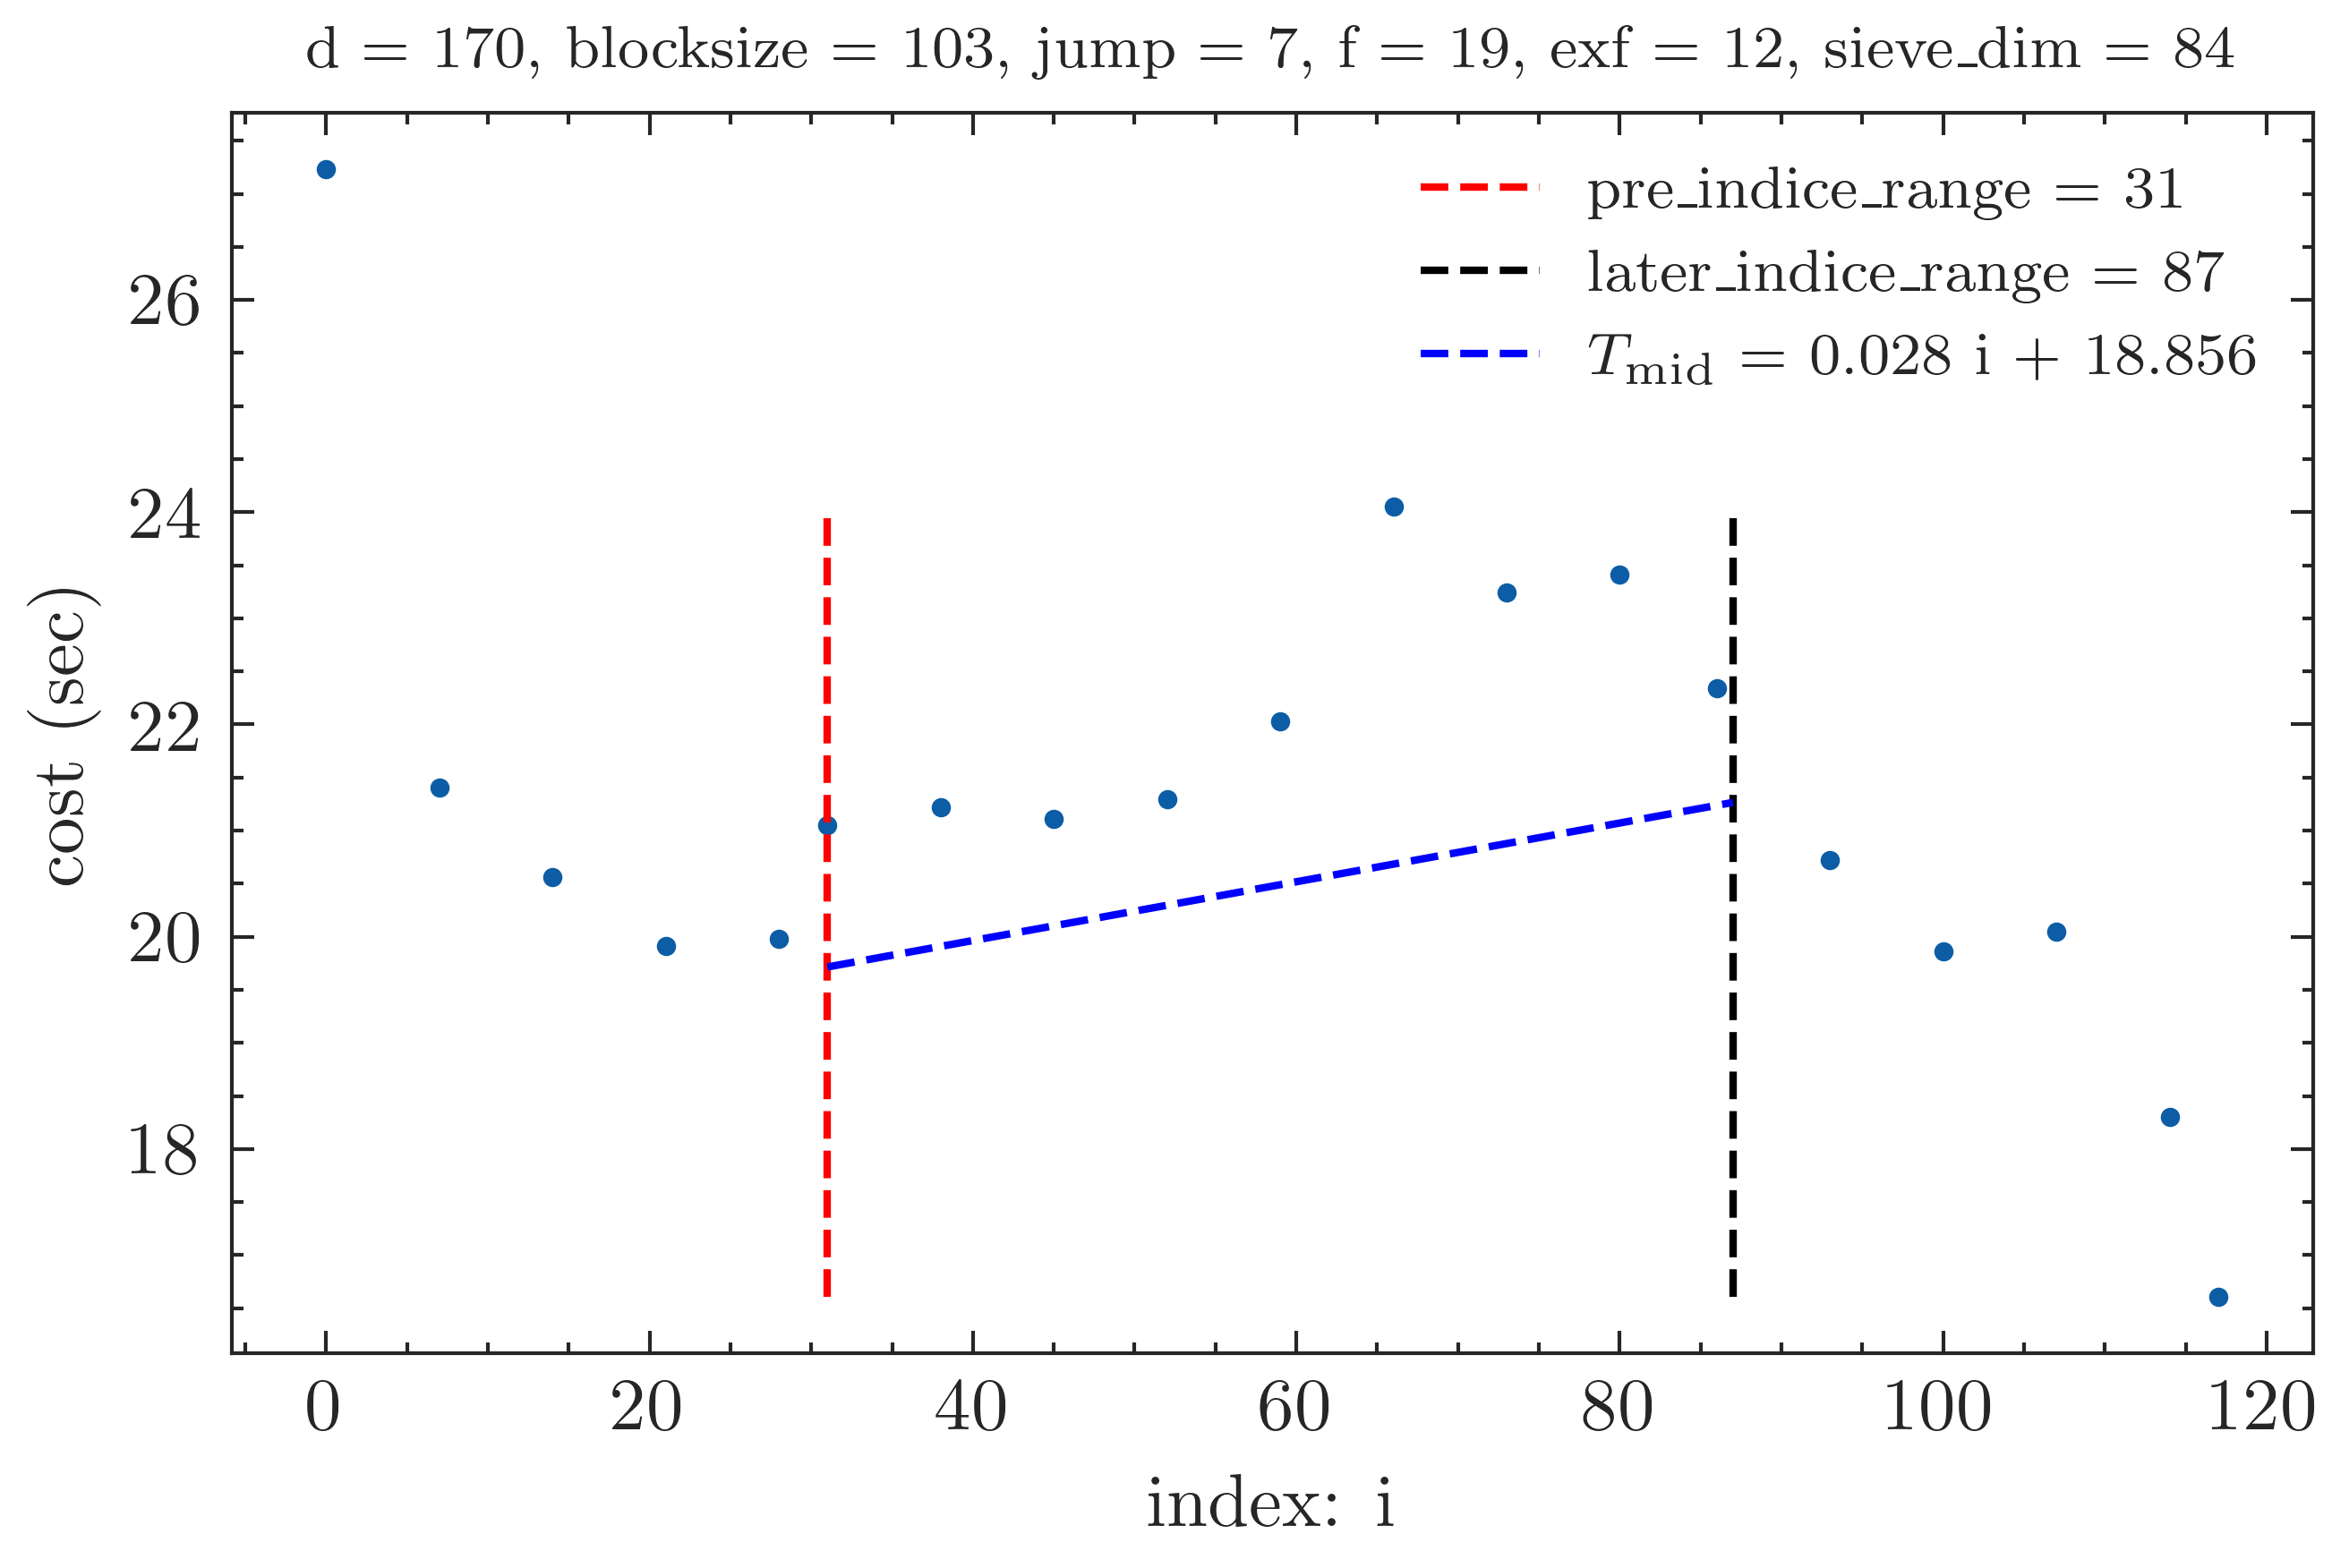 d = 170, blocksize = 103, jump = 7, f = 19, exf = 12, sieve_dim = 84
pre_indice_range = 31
later_indice_range = 87
T_mid = 0.028 i + 18.856
26
24
22
20
18
cost (sec)
0 20 40 60 80 100 120
index: i